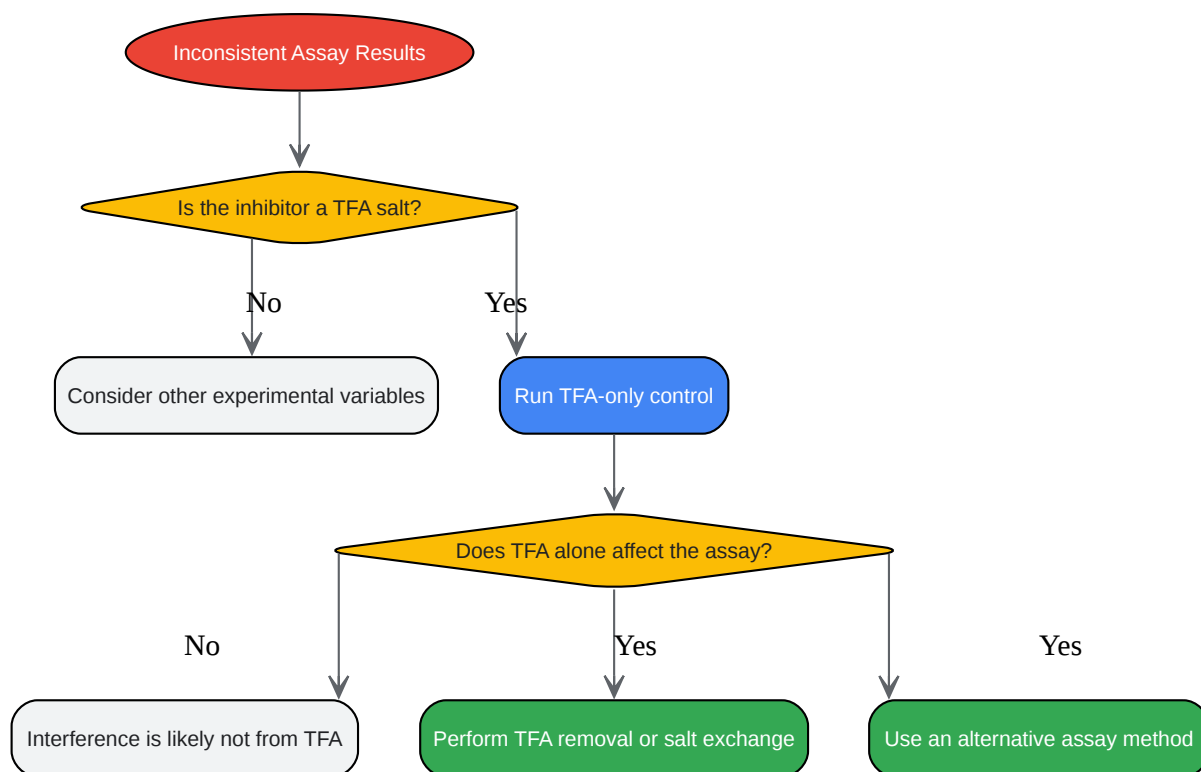 Inconsistent Assay Results
Is the inhibitor a TFA salt?
No
Yes
Consider other experimental variables
Run TFA-only control
Does TFA alone affect the assay?
No
Yes
Yes
Interference is likely not from TFA
Perform TFA removal or salt exchange
Use an alternative assay method